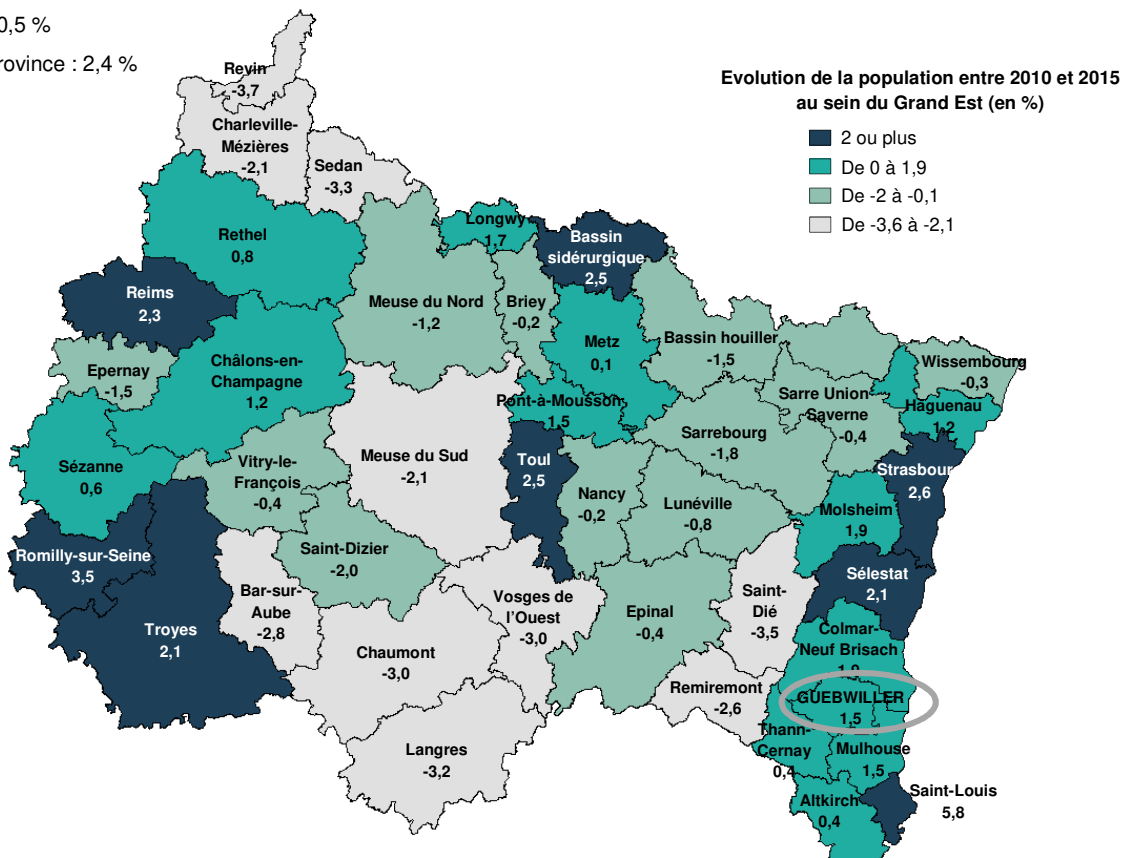 0,5 %
rovince : 2,4 %
Evolution de la population entre 2010 et 2015
au sein du Grand Est (en %)
2 ou plus
De 0 à 1,9
De -2 à -0,1
De -3,6 à -2,1
Revin
-3,7
Charleville-
Mézières
-2,1
Sedan
-3,3
Rethel
0,8
Longwy
1,7
Bassin
sidérurgique
2,5
Reims
2,3
Meuse du Nord
-1,2
Briey
-0,2
Metz
0,1
Bassin houiller
-1,5
Wissembourg
-0,3
Epernay
-1,5
Châlons-en-
Champagne
1,2
Pont-à-Mousson
1,5
Sarre Union-
Saverne
-0,4
Haguenau
1,2
Sarrebourg
-1,8
Sézanne
0,6
Vitry-le-
François
-0,4
Meuse du Sud
-2,1
Toul
2,5
Nancy
-0,2
Lunéville
-0,8
Strasbour
2,6
Molsheim
1,9
Romilly-sur-Seine
3,5
Saint-Dizier
-2,0
Bar-sur-
Aube
-2,8
Vosges de
l'Ouest
-3,0
Epinal
-0,4
Saint-
Dié
-3,5
Sélestat
2,1
Troyes
2,1
Chaumont
-3,0
Colmar-
Neuf Brisach
Remiremont
-2,6
GUEBWILLER
1,5
Langres
-3,2
Thann-
Cernay
0,4
Mulhouse
1,5
Altkirch
0,4
Saint-Louis
5,8